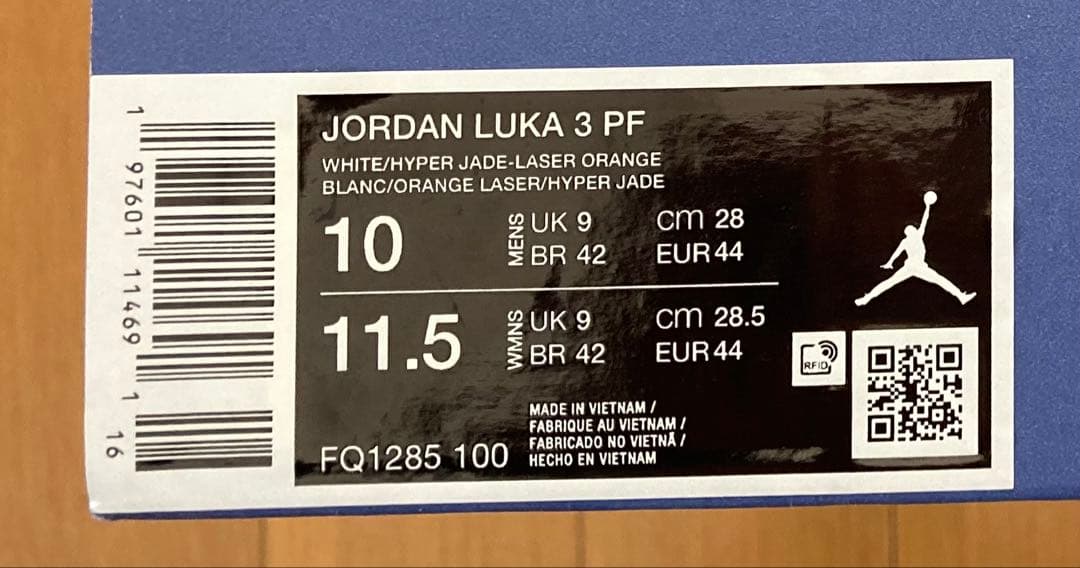 1 97601 11469 1 16
JORDAN LUKA 3 PF
WHITE/HYPER JADE-LASER ORANGE
BLANC/ORANGE LASER/HYPER JADE
10 MENS UK 9 cm 28
BR 42 EUR 44
11.5 WMNS UK 9 cm 28.5
BR 42 EUR 44
RFID
MADE IN VIETNAM /
FABRIQUE AU VIETNAM /
FABRICADO NO VIETNÃ /
HECHO EN VIETNAM
FQ1285 100